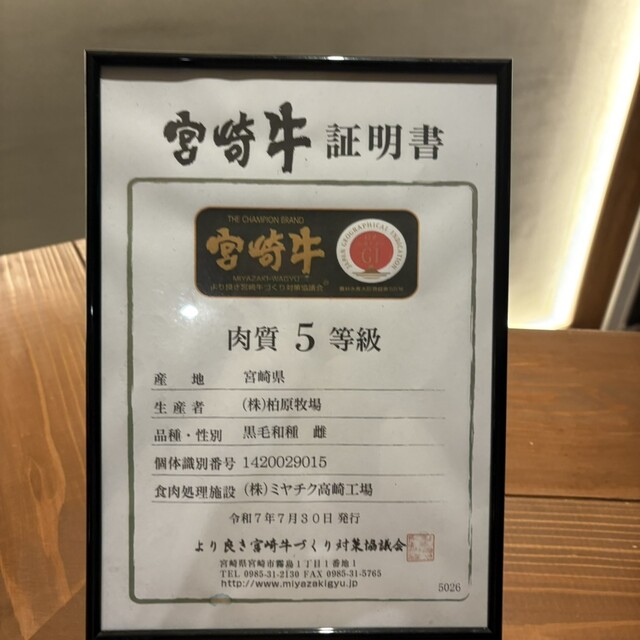 宮崎牛 証明書
THE CHAMPION BRAND
宮崎牛
MIYAZAKI-WAGYU
より良き宮崎牛づくり対策協議会
JAPAN GEOGRAPHICAL INDICATION
GI
肉質 5 等級
産地 宮崎県
生産者 (株)柏原牧場
品種・性別 黒毛和種 雌
個体識別番号 1420029015
食肉処理施設 (株)ミヤチク高崎工場
令和7年7月30日 発行
より良き宮崎牛づくり対策協議会
宮崎県宮崎市霧島1丁目1番地1
TEL 0985-31-2130 FAX 0985-31-5765
http://www.miyazakigyu.jp
5026